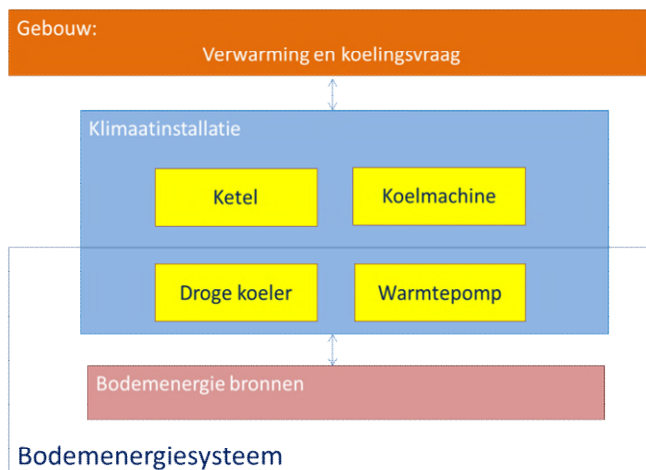 Gebouw:
Verwarming en koelingsvraag
Klimaatinstallatie
Ketel
Koelmachine
Droge koeler
Warmtepomp
Bodemenergie bronnen
Bodemenergiesysteem